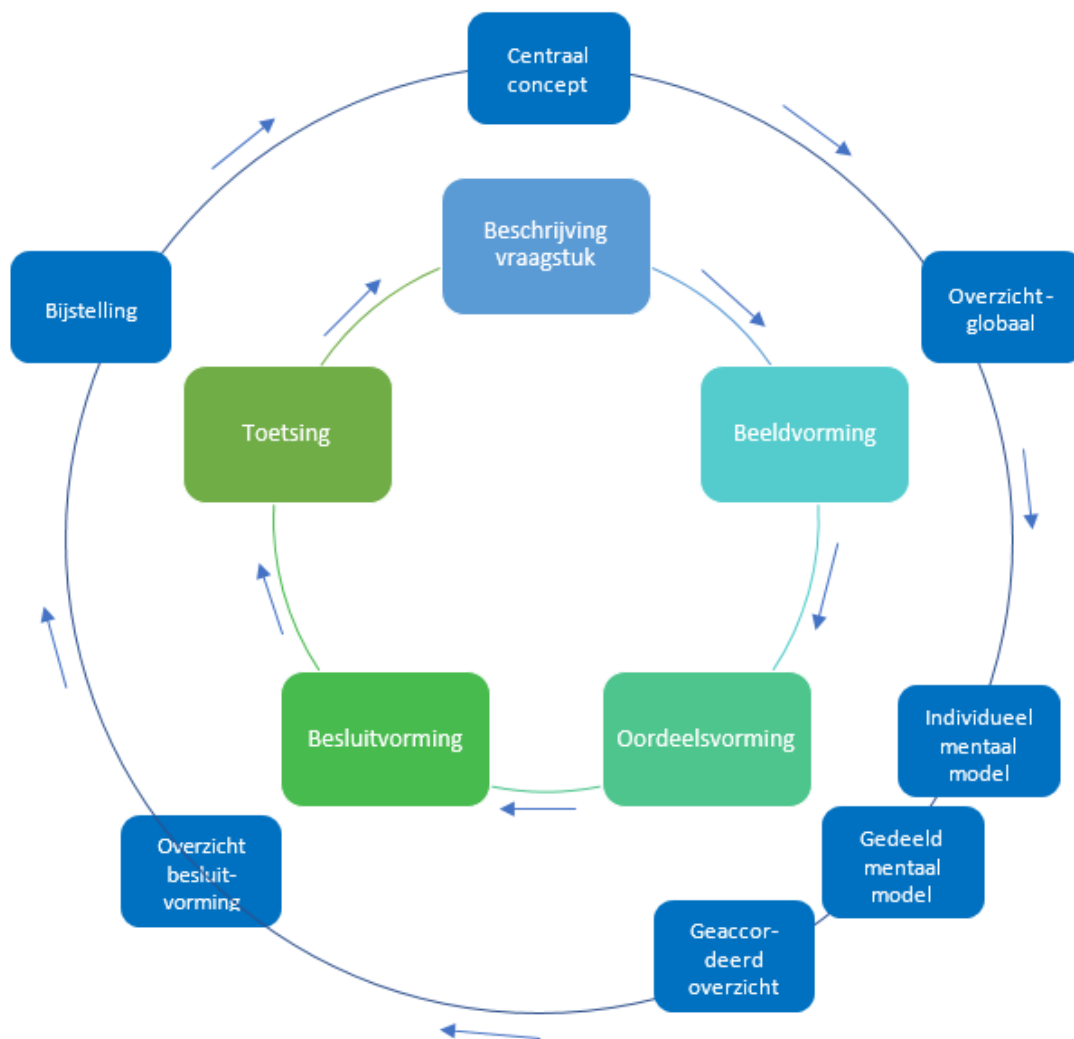 Centraal
concept
Beschrijving
vraagstuk
Bijstelling
Overzicht-
globaal
Toetsing
Beeldvorming
Individueel
mentaal
model
Besluitvorming
Oordeelsvorming
Gedeeld
mentaal
model
Overzicht
besluit-
vorming
Geaccor-
deerd
overzicht